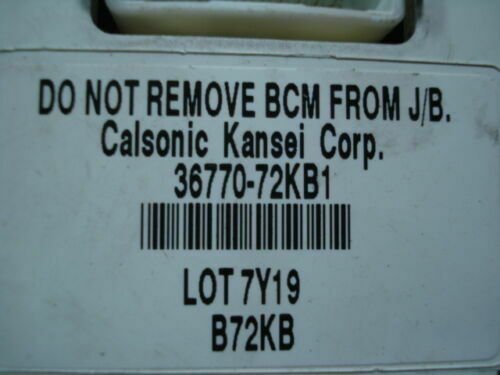 DO NOT REMOVE BCM FROM J/B.
Calsonic Kansei Corp.
36770-72KB1
LOT 7Y19
B72KB